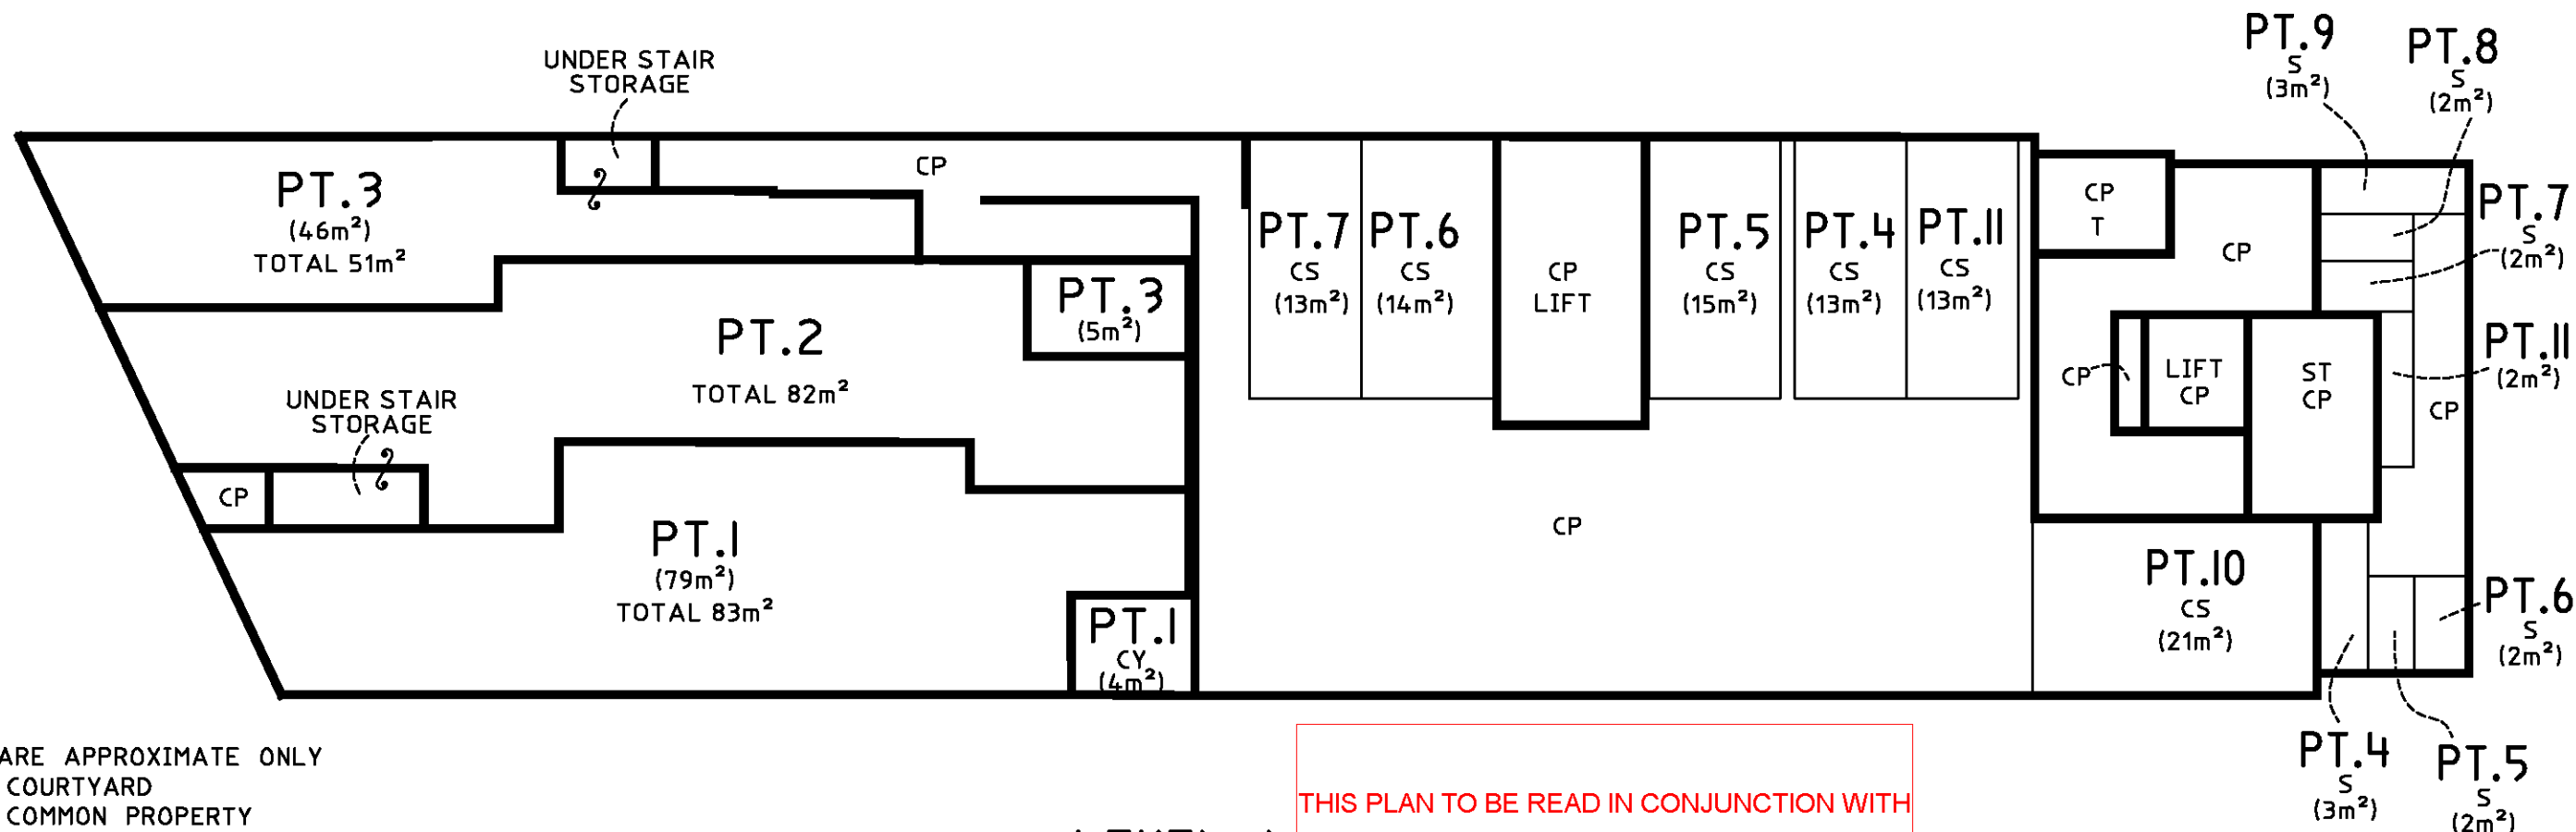 PT.9
S
(3m²)
PT.8
S
(2m²)
UNDER STAIR
STORAGE
CP
PT.3
(46m²)
TOTAL 51m²
PT.7
CS
(13m²)
PT.6
CS
(14m²)
CP
LIFT
PT.5
CS
(15m²)
PT.4
CS
(13m²)
PT.11
CS
(13m²)
CP
T
CP
PT.7
S
(2m²)
PT.3
(5m²)
PT.2
TOTAL 82m²
CP
LIFT
CP
ST
CP
PT.11
(2m²)
CP
UNDER STAIR
STORAGE
CP
PT.1
(79m²)
TOTAL 83m²
PT.1
CY
(4m²)
CP
PT.10
CS
(21m²)
PT.6
S
(2m²)
PT.4
S
(3m²)
PT.5
S
(2m²)
ARE APPROXIMATE ONLY
COURTYARD
COMMON PROPERTY
THIS PLAN TO BE READ IN CONJUNCTION WITH